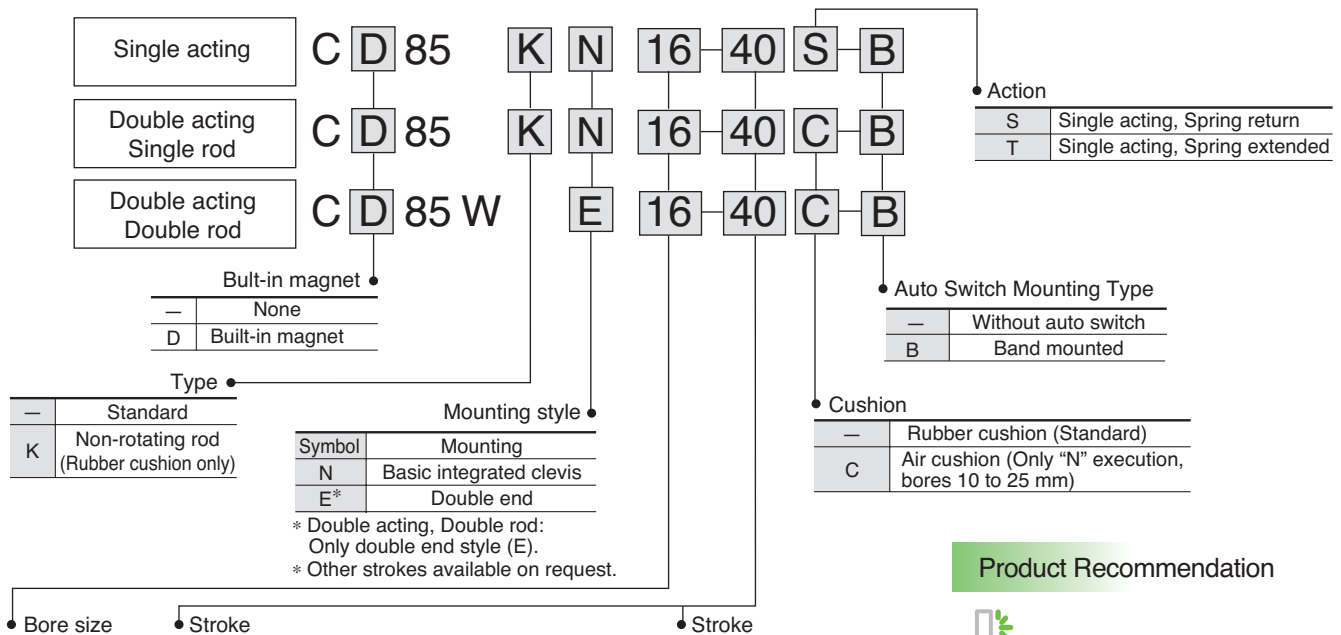 Single acting
C D 85 K N 16-40 S-B
Double acting
Single rod
C D 85 K N 16-40 C-B
Double acting
Double rod
C D 85 W E 16-40 C-B
Action
S Single acting, Spring return
T Single acting, Spring extended
Bult-in magnet
— None
D Built-in magnet
Auto Switch Mounting Type
— Without auto switch
B Band mounted
Type
— Standard
K Non-rotating rod
(Rubber cushion only)
Mounting style
Symbol Mounting
N Basic integrated clevis
E* Double end
* Double acting, Double rod:
Only double end style (E).
* Other strokes available on request.
Cushion
— Rubber cushion (Standard)
C Air cushion (Only “N” execution,
bores 10 to 25 mm)
Product Recommendation
Bore size
Stroke
Stroke